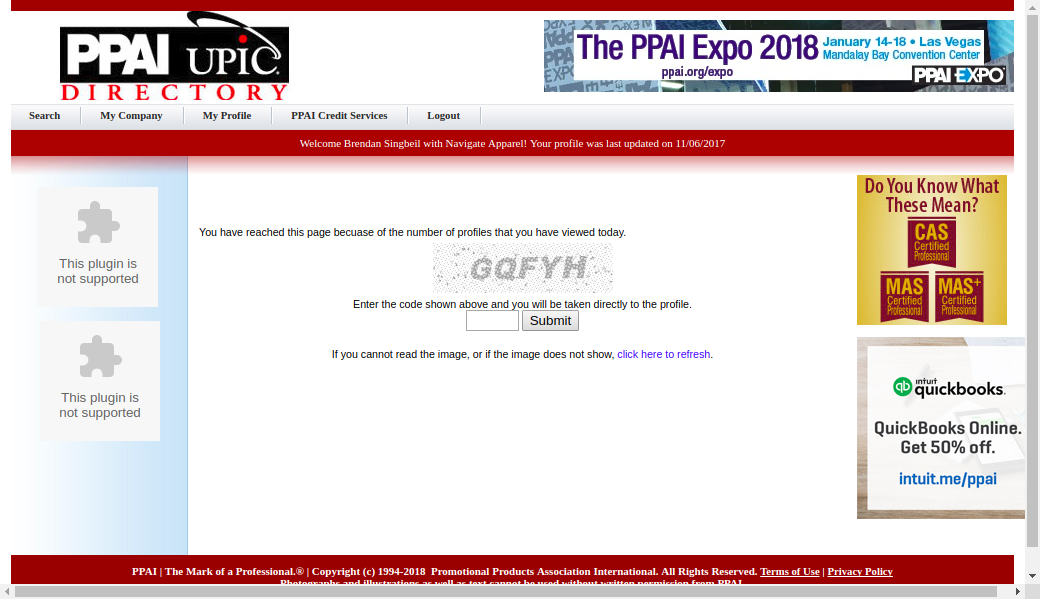 PPAI UPIC
DIRECTORY
The PPAI Expo 2018
January 14-18 • Las Vegas
Mandalay Bay Convention Center
ppai.org/expo
PPAI EXPO
Search
My Company
My Profile
PPAI Credit Services
Logout
Welcome Brendan Singbeil with Navigate Apparel! Your profile was last updated on 11/06/2017
This plugin is
not supported
This plugin is
not supported
You have reached this page becuase of the number of profiles that you have viewed today.
GQFYH
Enter the code shown above and you will be taken directly to the profile.
Submit
If you cannot read the image, or if the image does not show, click here to refresh.
Do You Know What
These Mean?
CAS
Certified
Professional
MAS
Certified
Professional
MAS+
Certified
Professional
intuit
qb quickbooks.
QuickBooks Online.
Get 50% off.
intuit.me/ppai
PPAI | The Mark of a Professional.® | Copyright (c) 1994-2018 Promotional Products Association International. All Rights Reserved. Terms of Use | Privacy Policy
Photographs and illustrations as well as text cannot be used without written permission from PPAI